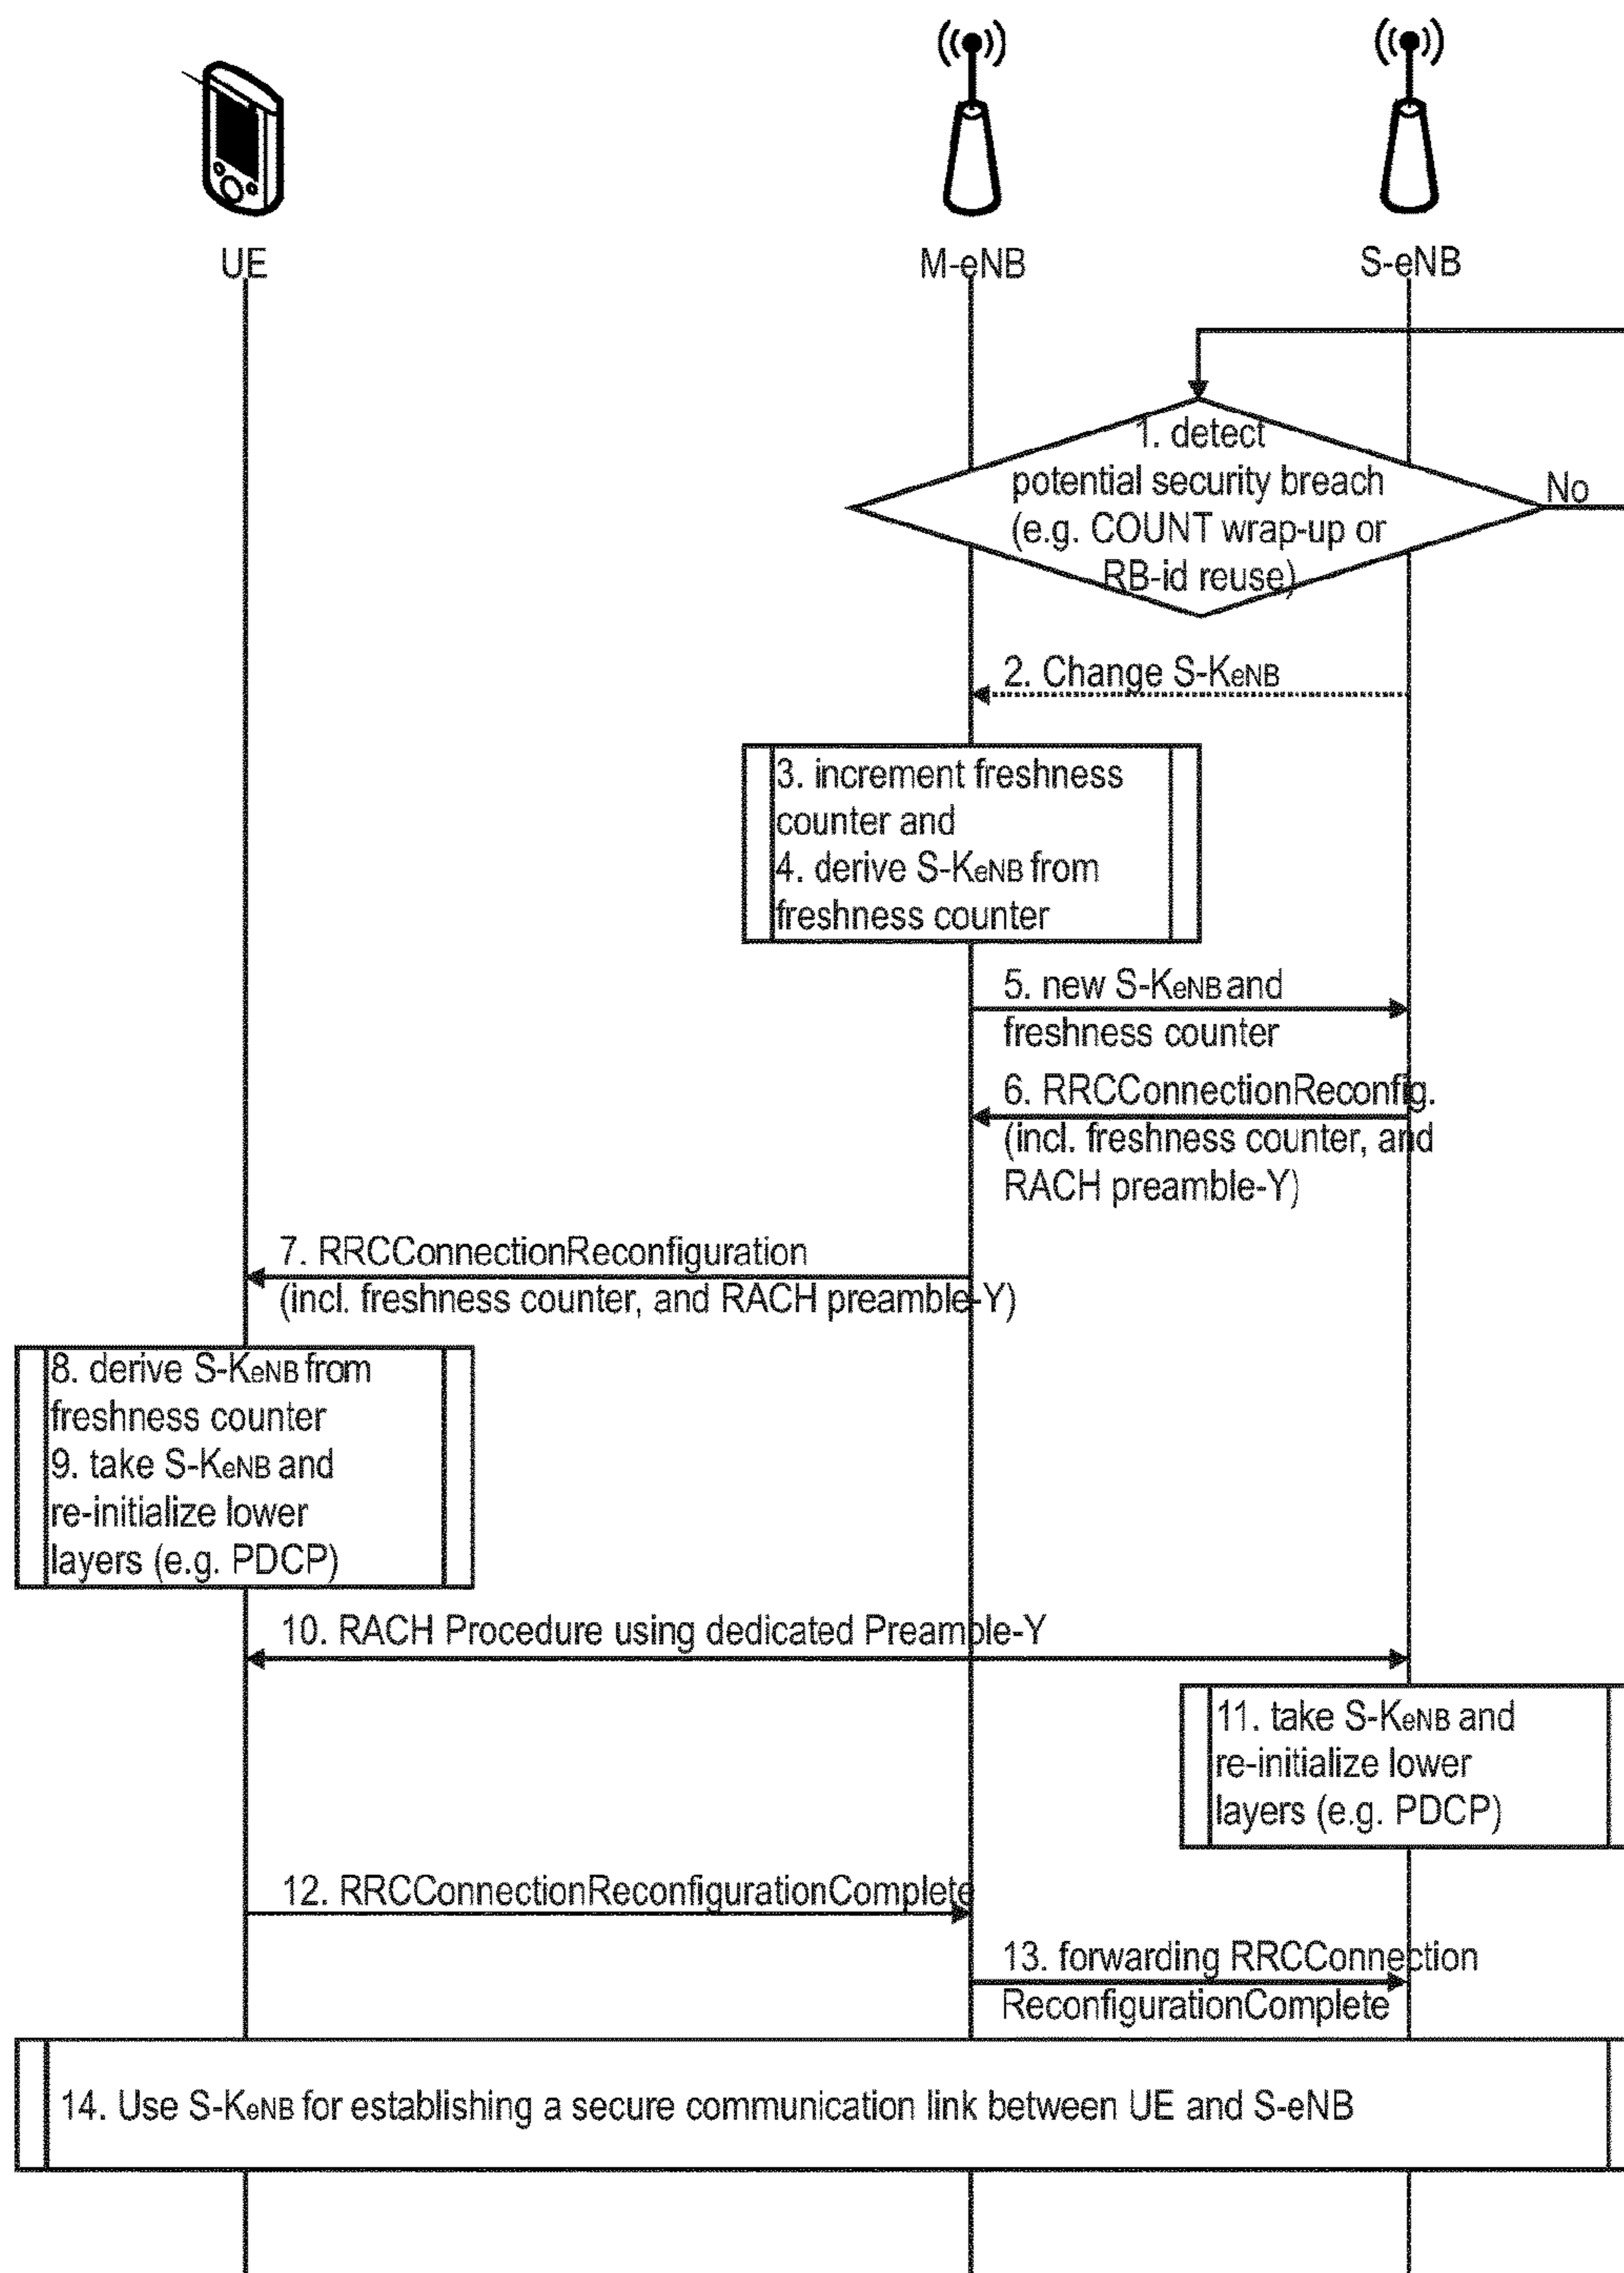 UE
M-eNB
S-eNB
1. detect
potential security breach
(e.g. COUNT wrap-up or
RB-id reuse)
No
2. Change S-KeNB
3. increment freshness
counter and
4. derive S-KeNB from
freshness counter
5. new S-KeNB and
freshness counter
6. RRCConnectionReconfig.
(incl. freshness counter, and
RACH preamble-Y)
7. RRCConnectionReconfiguration
(incl. freshness counter, and RACH preamble-Y)
8. derive S-KeNB from
freshness counter
9. take S-KeNB and
re-initialize lower
layers (e.g. PDCP)
10. RACH Procedure using dedicated Preamble-Y
11. take S-KeNB and
re-initialize lower
layers (e.g. PDCP)
12. RRCConnectionReconfigurationComplete
13. forwarding RRCConnection
ReconfigurationComplete
14. Use S-KeNB for establishing a secure communication link between UE and S-eNB